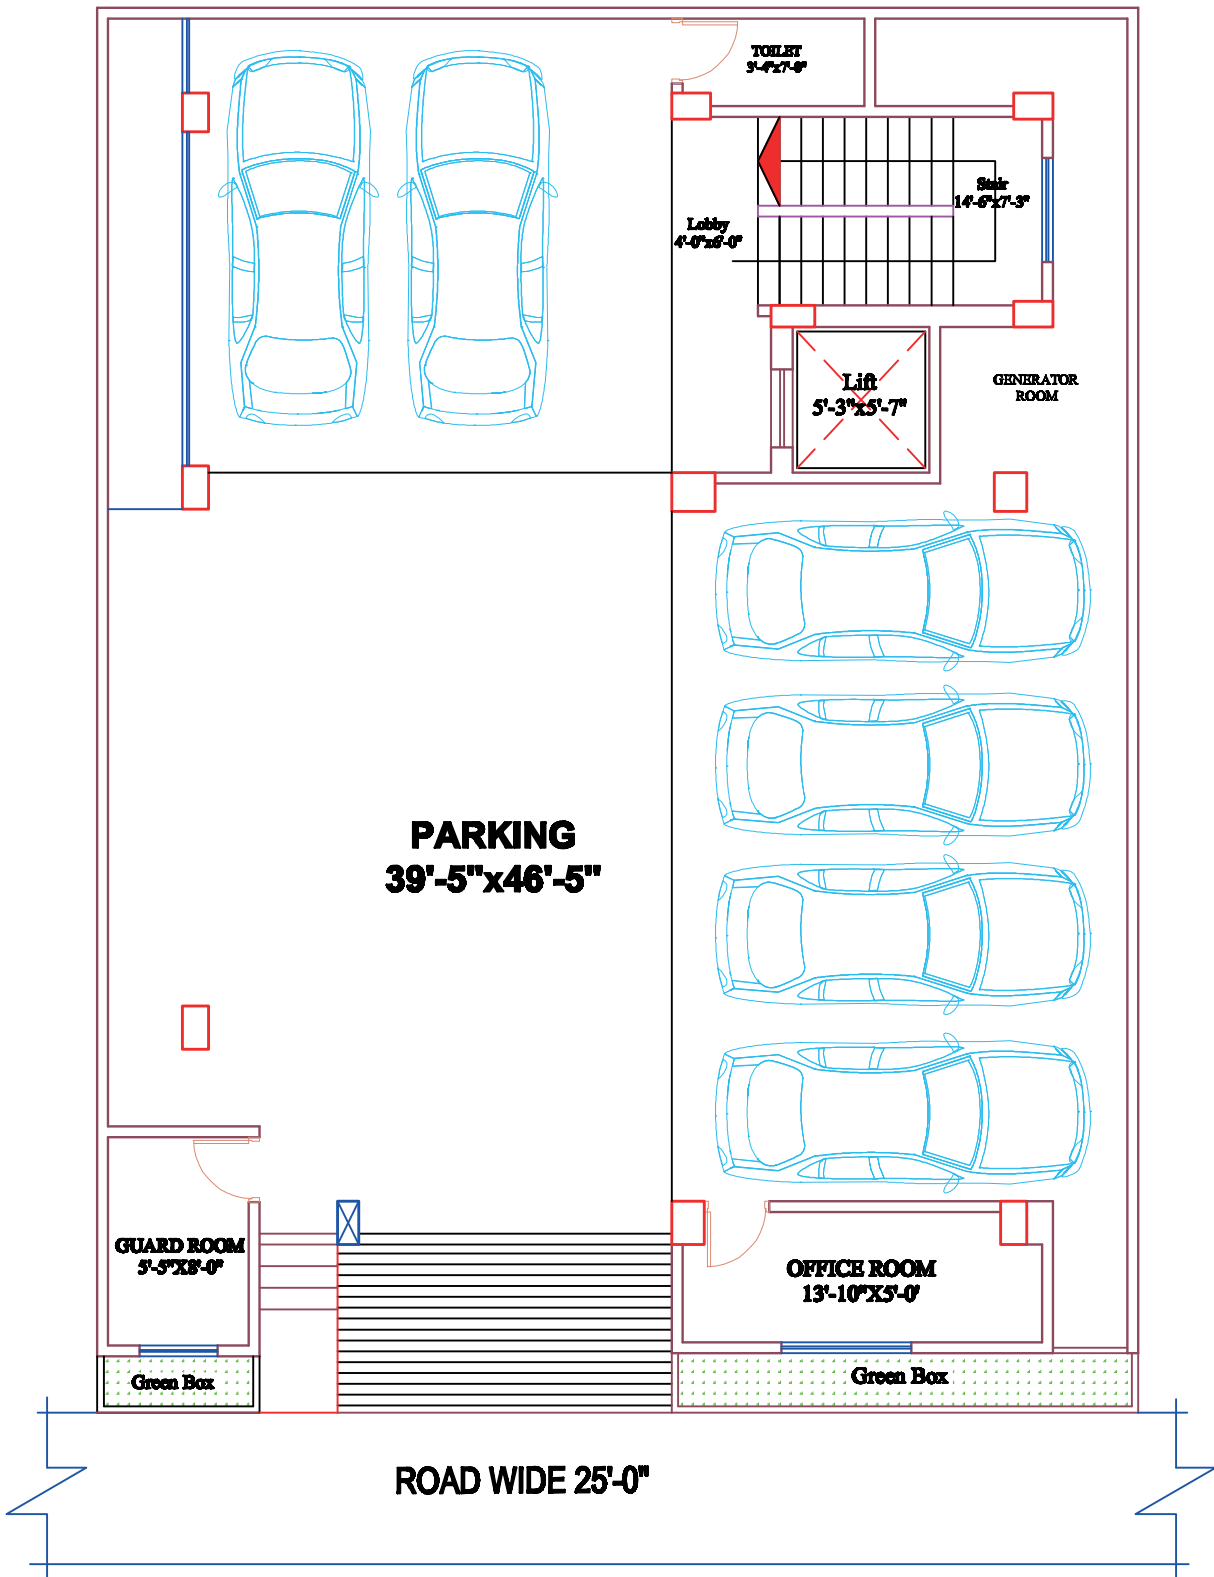 TOILET
3'-4"x7'-8"
Stair
14'-6"x7'-3"
Lobby
4'-0"x6'-0"
Lift
5'-3"x5'-7"
GENERATOR
ROOM
PARKING
39'-5"x46'-5"
GUARD ROOM
5'-5"X8'-0"
OFFICE ROOM
13'-10"X5'-0'
Green Box
Green Box
ROAD WIDE 25'-0"